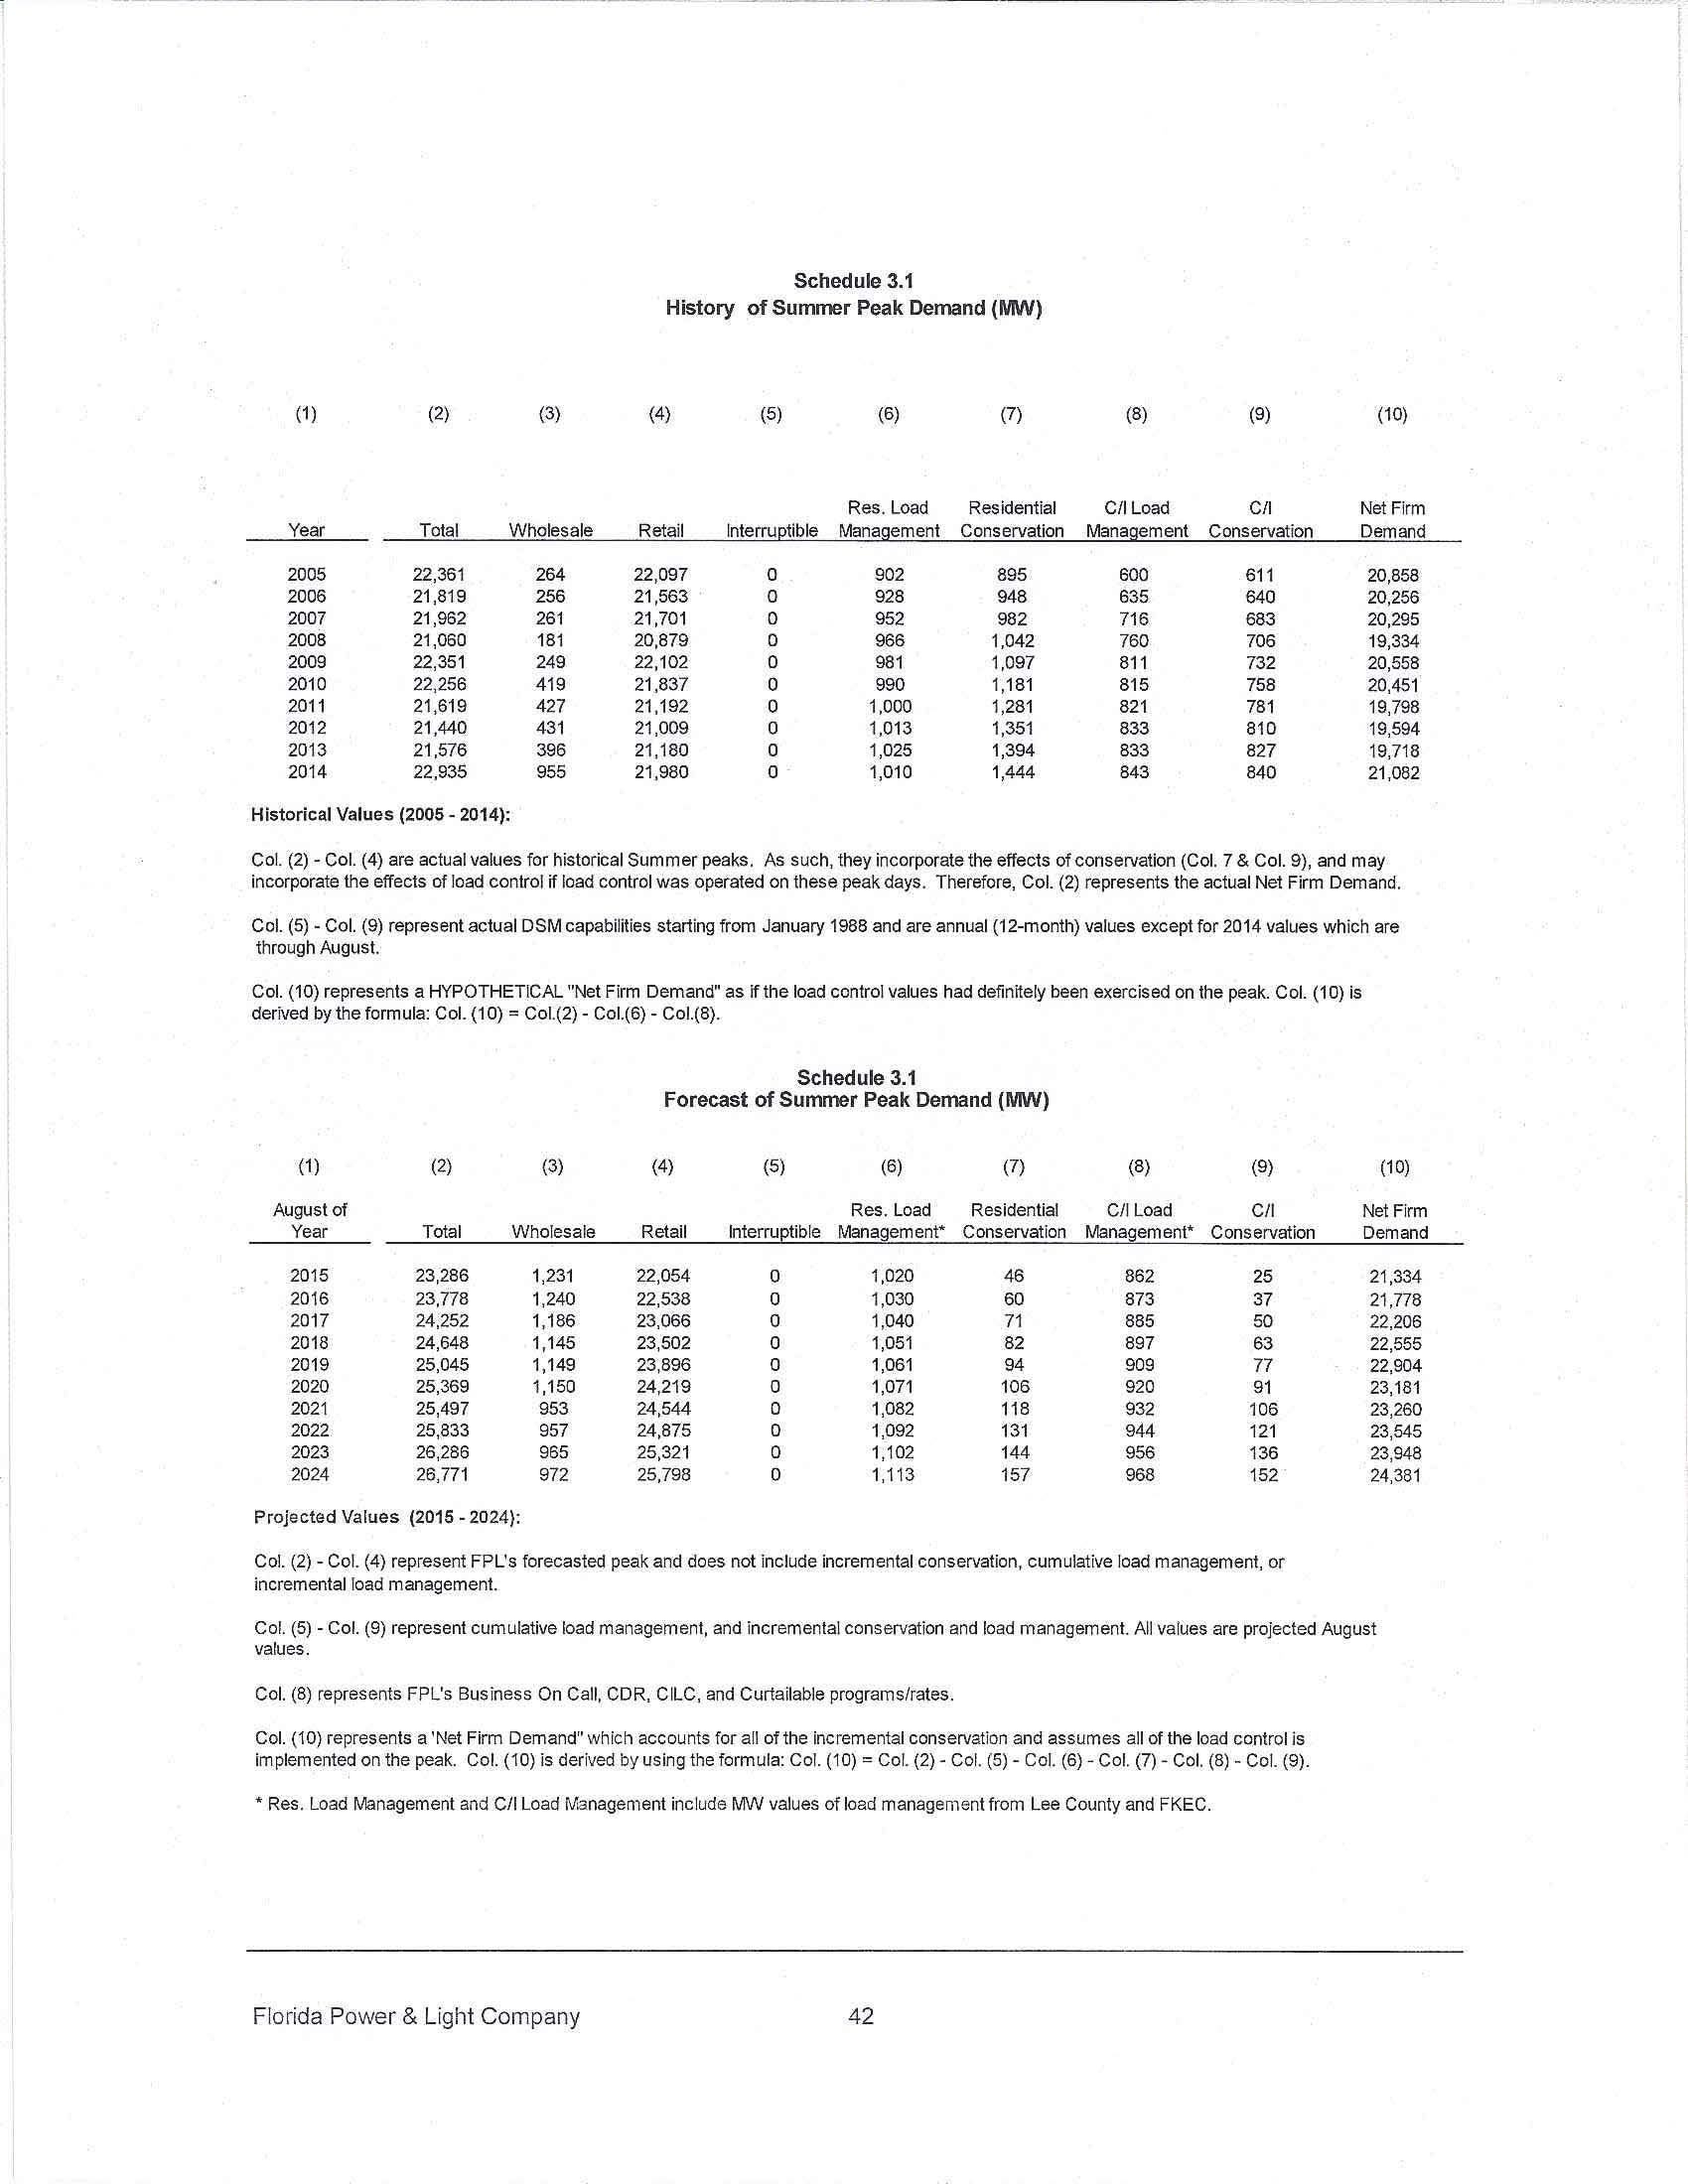 Schedule 3.1
History of Summer Peak Demand (MW)
(1) (2) (3) (4) (5) (6) (7) (8) (9) (10)
Res. Load Residential C/I Load C/I Net Firm
Year Total Wholesale Retail Interruptible Management Conservation Management Conservation Demand
2005 22,361 264 22,097 0 902 895 600 611 20,858
2006 21,819 256 21,563 0 928 948 635 640 20,256
2007 21,962 261 21,701 0 952 982 716 683 20,295
2008 21,060 181 20,879 0 966 1,042 760 706 19,334
2009 22,351 249 22,102 0 981 1,097 811 732 20,558
2010 22,256 419 21,837 0 990 1,181 815 758 20,451
2011 21,619 427 21,192 0 1,000 1,281 821 781 19,798
2012 21,440 431 21,009 0 1,013 1,351 833 810 19,594
2013 21,576 396 21,180 0 1,025 1,394 833 827 19,718
2014 22,935 955 21,980 0 1,010 1,444 843 840 21,082
Historical Values (2005 - 2014):
Col. (2) - Col. (4) are actual values for historical Summer peaks. As such, they incorporate the effects of conservation (Col. 7 & Col. 9), and may
incorporate the effects of load control if load control was operated on these peak days. Therefore, Col. (2) represents the actual Net Firm Demand.
Col. (5) - Col. (9) represent actual DSM capabilities starting from January 1988 and are annual (12-month) values except for 2014 values which are
through August.
Col. (10) represents a HYPOTHETICAL "Net Firm Demand" as if the load control values had definitely been exercised on the peak. Col. (10) is
derived by the formula: Col. (10) = Col.(2) - Col.(6) - Col.(8).
Schedule 3.1
Forecast of Summer Peak Demand (MW)
(1) (2) (3) (4) (5) (6) (7) (8) (9) (10)
August of Res. Load Residential C/I Load C/I Net Firm
Year Total Wholesale Retail Interruptible Management* Conservation Management* Conservation Demand
2015 23,286 1,231 22,054 0 1,020 46 862 25 21,334
2016 23,778 1,240 22,538 0 1,030 60 873 37 21,778
2017 24,252 1,186 23,066 0 1,040 71 885 50 22,206
2018 24,648 1,145 23,502 0 1,051 82 897 63 22,555
2019 25,045 1,149 23,896 0 1,061 94 909 77 22,904
2020 25,369 1,150 24,219 0 1,071 106 920 91 23,181
2021 25,497 953 24,544 0 1,082 118 932 106 23,260
2022 25,833 957 24,875 0 1,092 131 944 121 23,545
2023 26,286 965 25,321 0 1,102 144 956 136 23,948
2024 26,771 972 25,798 0 1,113 157 968 152 24,381
Projected Values (2015 - 2024):
Col. (2) - Col. (4) represent FPL's forecasted peak and does not include incremental conservation, cumulative load management, or
incremental load management.
Col. (5) - Col. (9) represent cumulative load management, and incremental conservation and load management. All values are projected August
values.
Col. (8) represents FPL's Business On Call, CDR, CILC, and Curtailable programs/rates.
Col. (10) represents a 'Net Firm Demand" which accounts for all of the incremental conservation and assumes all of the load control is
implemented on the peak. Col. (10) is derived by using the formula: Col. (10) = Col. (2) - Col. (5) - Col. (6) - Col. (7) - Col. (8) - Col. (9).
* Res. Load Management and C/I Load Management include MW values of load management from Lee County and FKEC.
Florida Power & Light Company 42